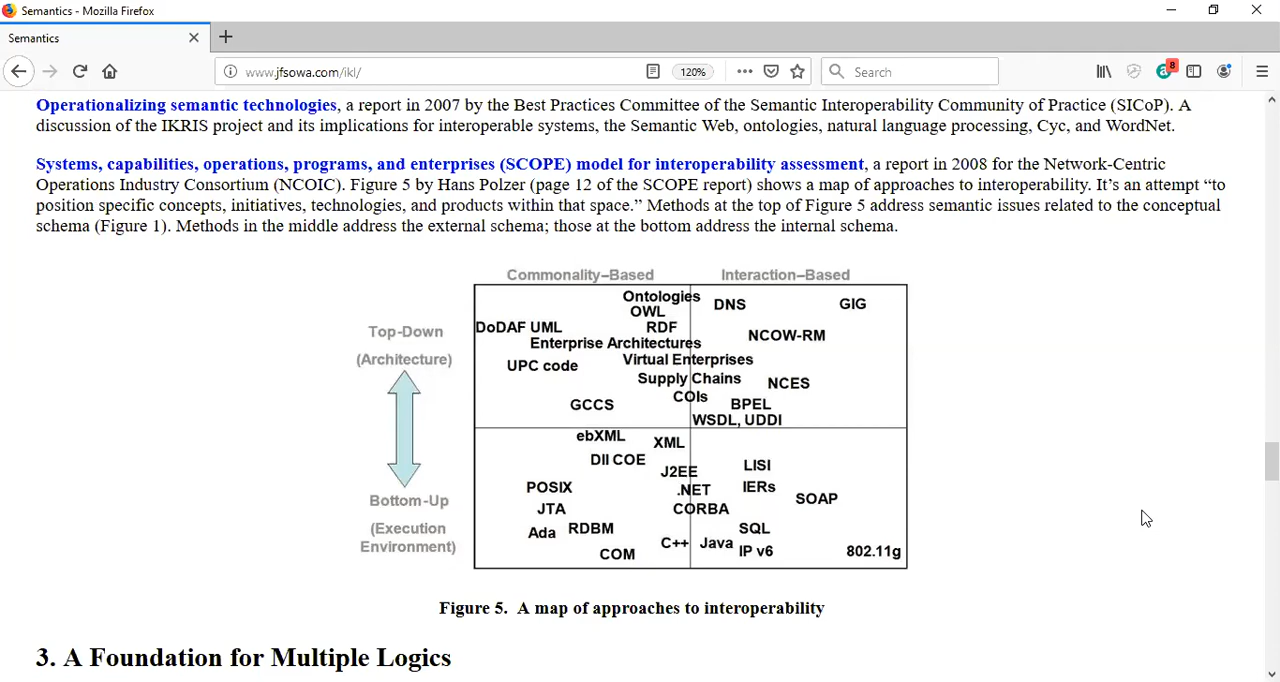 Semantics - Mozilla Firefox
Semantics
www.jfsowa.com/ikl/
120%
Search
8
Operationalizing semantic technologies, a report in 2007 by the Best Practices Committee of the Semantic Interoperability Community of Practice (SICoP). A
discussion of the IKRIS project and its implications for interoperable systems, the Semantic Web, ontologies, natural language processing, Cyc, and WordNet.
Systems, capabilities, operations, programs, and enterprises (SCOPE) model for interoperability assessment, a report in 2008 for the Network-Centric
Operations Industry Consortium (NCOIC). Figure 5 by Hans Polzer (page 12 of the SCOPE report) shows a map of approaches to interoperability. It’s an attempt “to
position specific concepts, initiatives, technologies, and products within that space.” Methods at the top of Figure 5 address semantic issues related to the conceptual
schema (Figure 1). Methods in the middle address the external schema; those at the bottom address the internal schema.
Commonality–Based Interaction–Based
Ontologies
DNS GIG
OWL
Top-Down DoDAF UML RDF
NCOW-RM
Enterprise Architectures
(Architecture) Virtual Enterprises
UPC code
Supply Chains NCES
COIs
GCCS BPEL
WSDL, UDDI
ebXML XML
DII COE LISI
J2EE
POSIX .NET IERs
Bottom-Up SOAP
JTA CORBA
(Execution Ada RDBM SQL
Environment) C++ Java
COM IP v6 802.11g
Figure 5. A map of approaches to interoperability
3. A Foundation for Multiple Logics